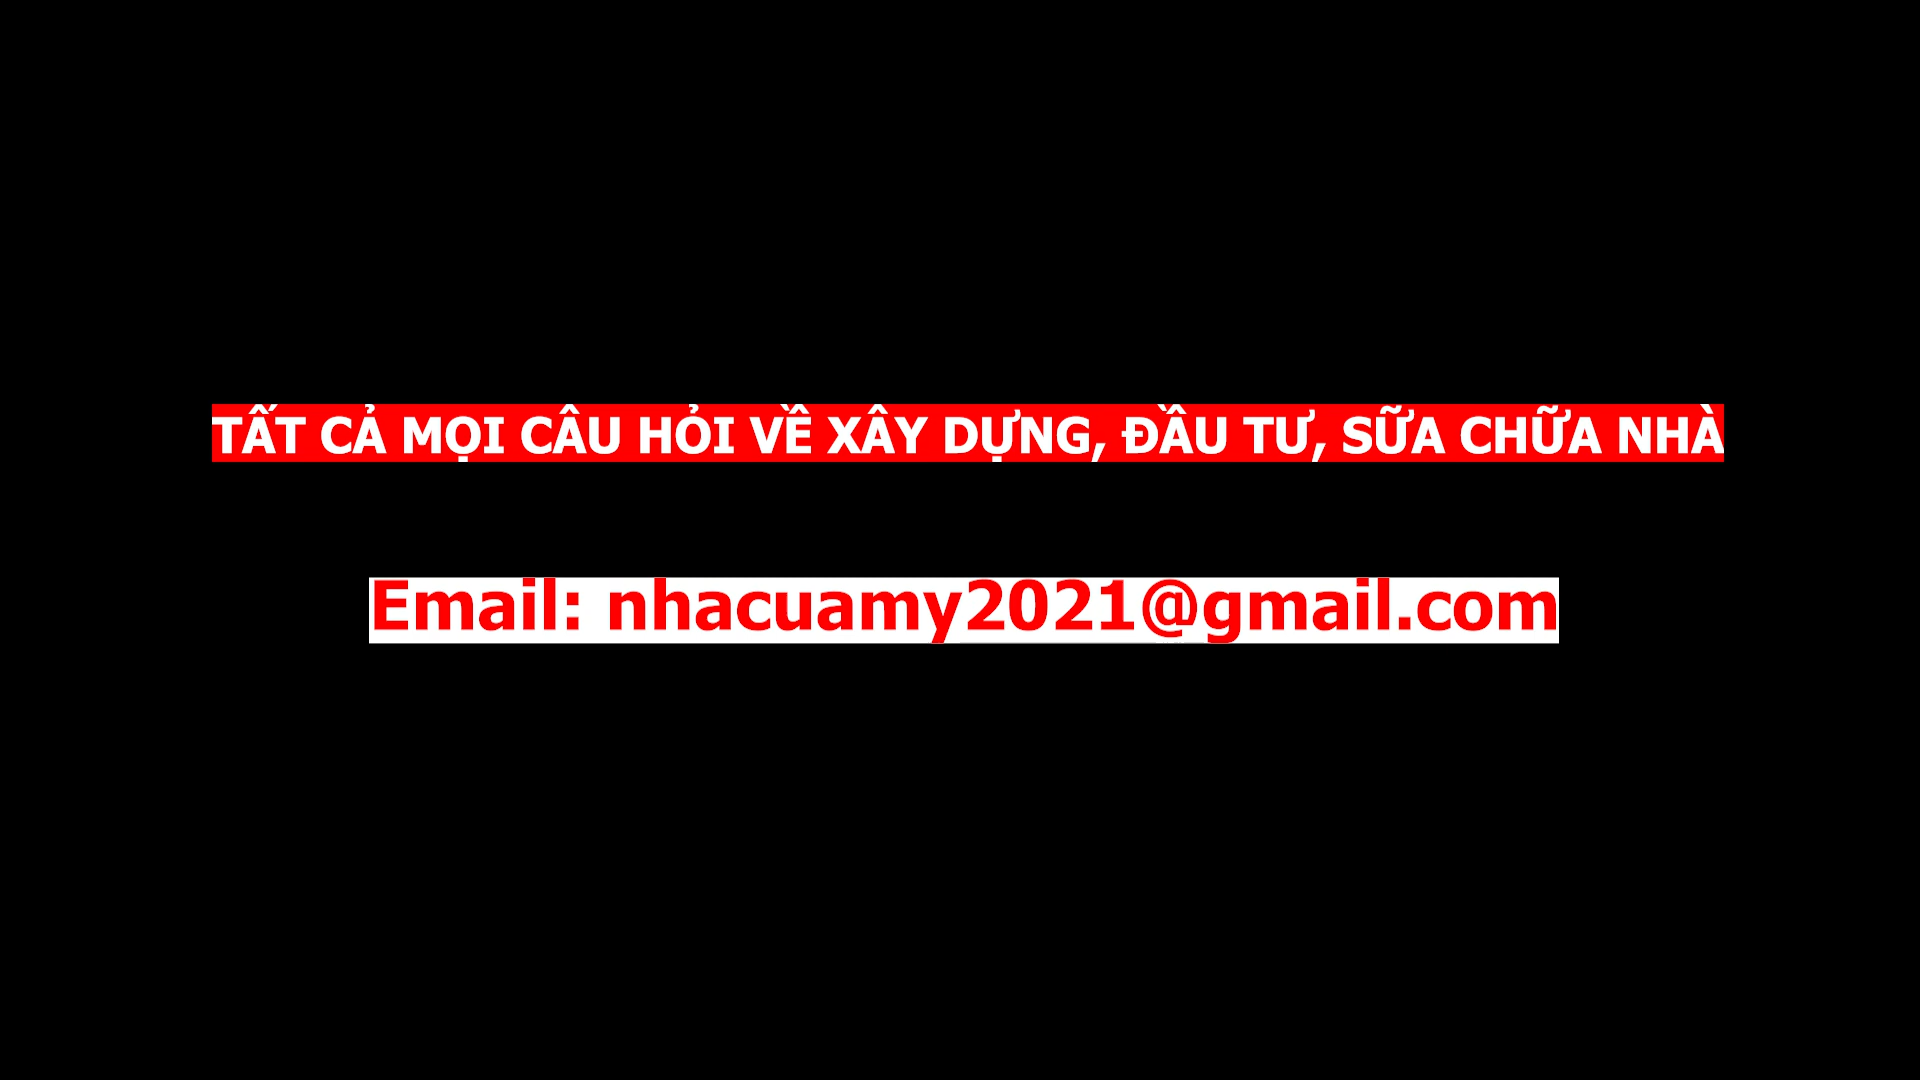 TẤT CẢ MỌI CÂU HỎI VỀ XÂY DỰNG, ĐẦU TƯ, SỮA CHỮA NHÀ
Email: nhacuamy2021@gmail.com